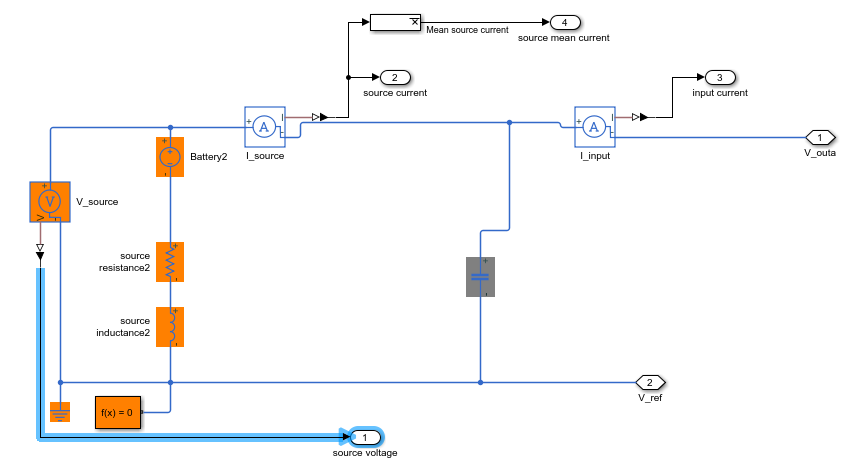 4
Mean source current
source mean current
2
source current
3
input current
+
I
-
I_source
A
+
I
-
I_input
A
1
V_outa
+
-
Battery2
+
V
V
-
V_source
+
-
source
resistance2
+
-
source
inductance2
+
-
2
V_ref
f(x) = 0
1
source voltage